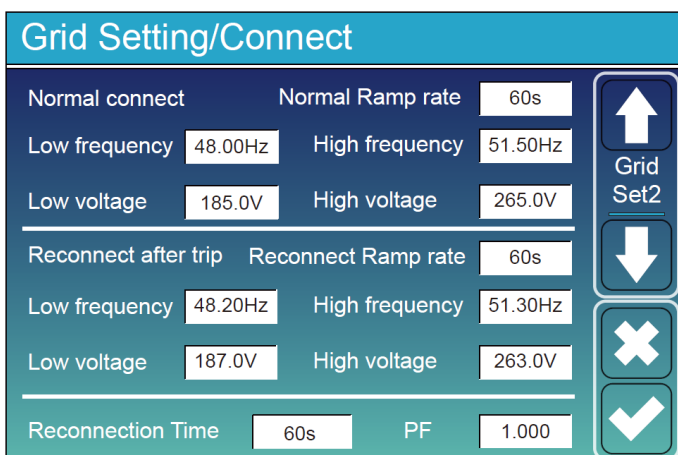 Grid Setting/Connect
Normal connect Normal Ramp rate 60s
Low frequency 48.00Hz High frequency 51.50Hz
Low voltage 185.0V High voltage 265.0V
Reconnect after trip Reconnect Ramp rate 60s
Low frequency 48.20Hz High frequency 51.30Hz
Low voltage 187.0V High voltage 263.0V
Reconnection Time 60s PF 1.000
Grid
Set2